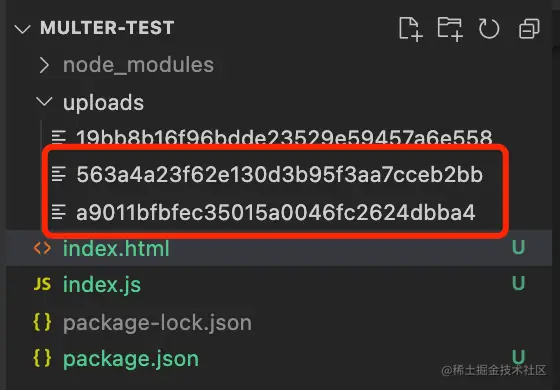 MULTER-TEST
node_modules
uploads
19bb8b16f96bdde23529e59457a6e558
563a4a23f62e130d3b95f3aa7cceb2bb
a9011bfbfec35015a0046fc2624dbba4
<> index.html U
JS index.js U
{} package-lock.json
{} package.json U
@稀土掘金技术社区